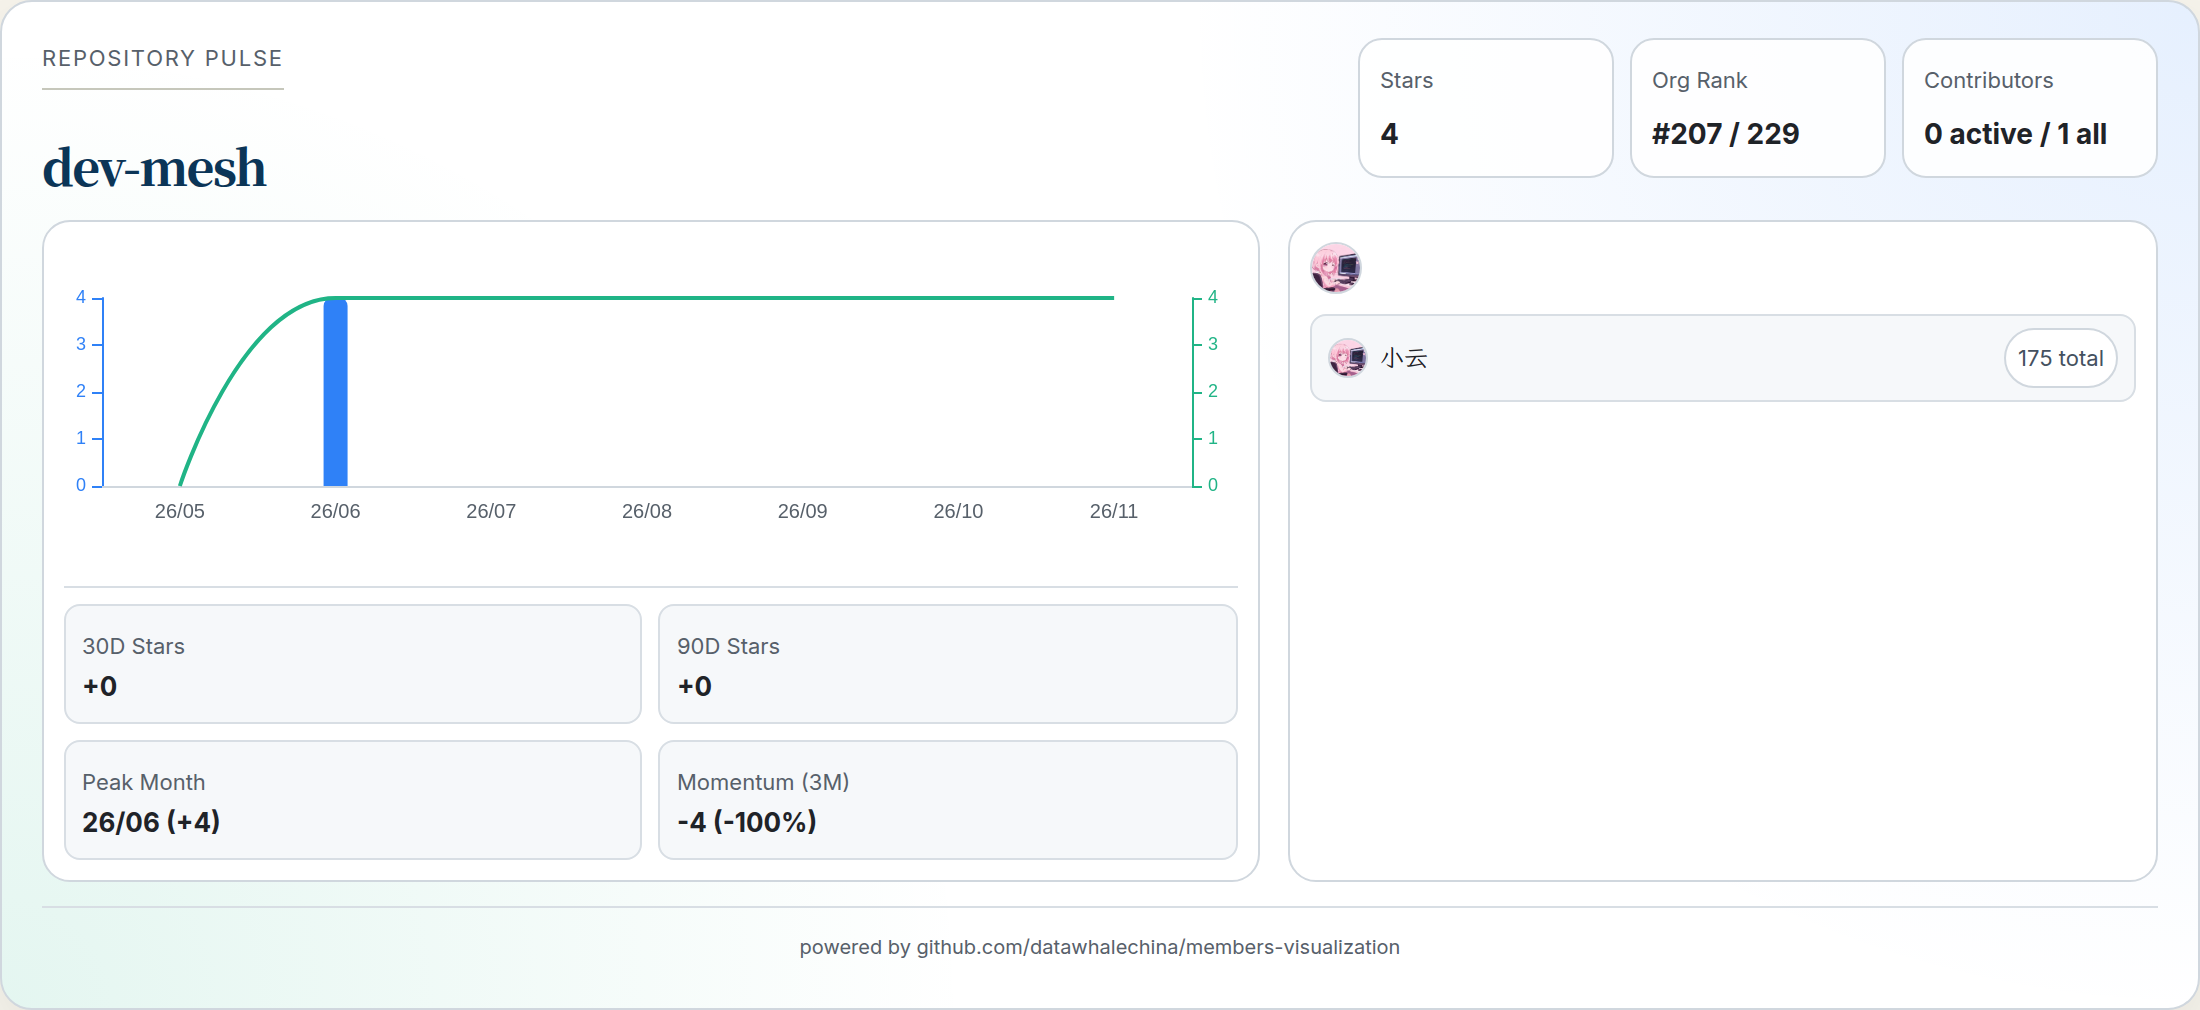 REPOSITORY PULSE
dev-mesh
Stars
4
Org Rank
#207 / 229
Contributors
0 active / 1 all
4
3
2
1
0
4
3
2
1
0
26/05 26/06 26/07 26/08 26/09 26/10 26/11
30D Stars
+0
90D Stars
+0
Peak Month
26/06 (+4)
Momentum (3M)
-4 (-100%)
小云
175 total
powered by github.com/datawhalechina/members-visualization